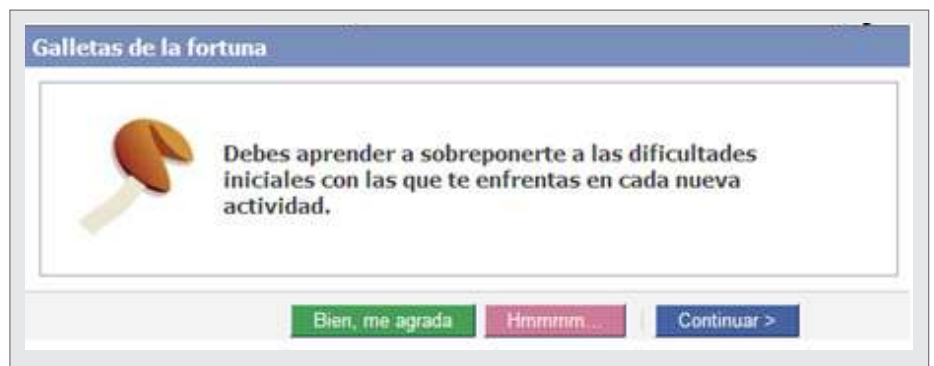 Galletas de la fortuna
Debes aprender a sobreponerte a las dificultades
iniciales con las que te enfrentas en cada nueva
actividad.
Bien, me agrada
Hmmmm...
Continuar >